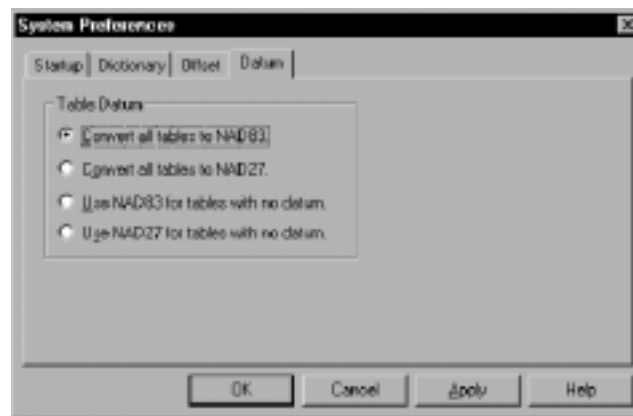 System Preferences
Startup Dictionary Offset Datum
Table Datum
Convert all tables to NAD83.
Convert all tables to NAD27.
Use NAD83 for tables with no datum.
Use NAD27 for tables with no datum.
OK Cancel Apply Help